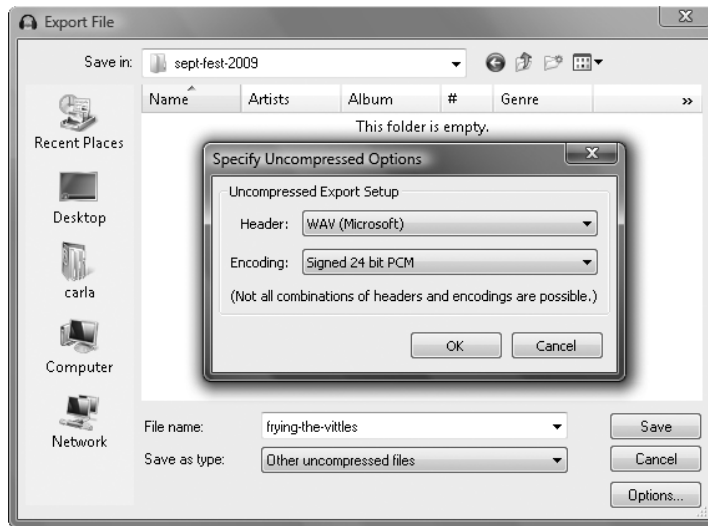 Export File
Save in: sept-fest-2009
Name Artists Album # Genre »
This folder is empty.
Recent Places
Desktop
carla
Computer
Network
Specify Uncompressed Options
Uncompressed Export Setup
Header: WAV (Microsoft)
Encoding: Signed 24 bit PCM
(Not all combinations of headers and encodings are possible.)
OK Cancel
File name: frying-the-vittles Save
Save as type: Other uncompressed files Cancel
Options...